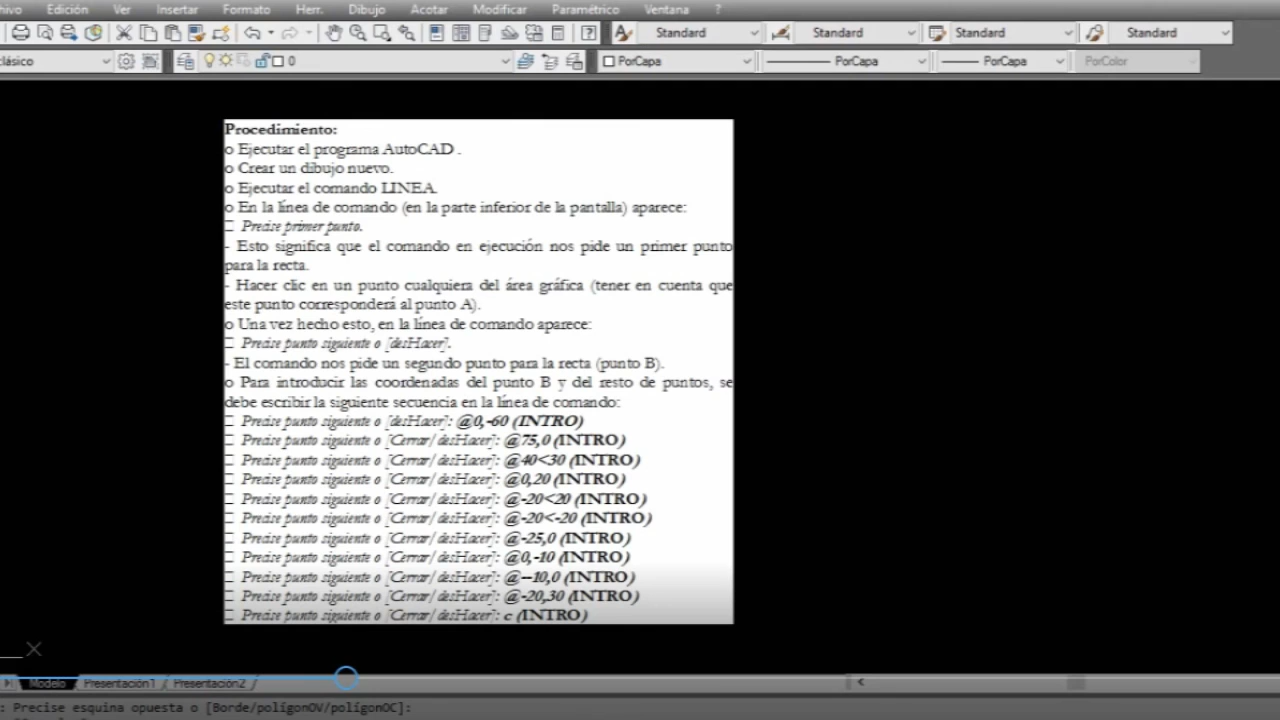 Edición Ver Insertar Formato Herr. Dibujo Acotar Modificar Paramétrico Ventana ?
Standard Standard Standard Standard
0 PorCapa PorCapa PorCapa PorColor
Procedimiento:
o Ejecutar el programa AutoCAD .
o Crear un dibujo nuevo.
o Ejecutar el comando LINEA.
o En la línea de comando (en la parte inferior de la pantalla) aparece:
□ Precise primer punto.
- Esto significa que el comando en ejecución nos pide un primer punto
para la recta.
- Hacer clic en un punto cualquiera del área gráfica (tener en cuenta que
este punto corresponderá al punto A).
o Una vez hecho esto, en la línea de comando aparece:
□ Precise punto siguiente o [desHacer].
- El comando nos pide un segundo punto para la recta (punto B).
o Para introducir las coordenadas del punto B y del resto de puntos, se
debe escribir la siguiente secuencia en la línea de comando:
□ Precise punto siguiente o [desHacer]: @0,-60 (INTRO)
□ Precise punto siguiente o [Cerrar/desHacer]: @75,0 (INTRO)
□ Precise punto siguiente o [Cerrar/desHacer]: @40<30 (INTRO)
□ Precise punto siguiente o [Cerrar/desHacer]: @0,20 (INTRO)
□ Precise punto siguiente o [Cerrar/desHacer]: @-20<20 (INTRO)
□ Precise punto siguiente o [Cerrar/desHacer]: @-20<-20 (INTRO)
□ Precise punto siguiente o [Cerrar/desHacer]: @-25,0 (INTRO)
□ Precise punto siguiente o [Cerrar/desHacer]: @0,-10 (INTRO)
□ Precise punto siguiente o [Cerrar/desHacer]: @--10,0 (INTRO)
□ Precise punto siguiente o [Cerrar/desHacer]: @-20,30 (INTRO)
□ Precise punto siguiente o [Cerrar/desHacer]: c (INTRO)
Modelo Presentación1 Presentación2
: Precise esquina opuesta o [Borde/polígonOV/polígonOC]: